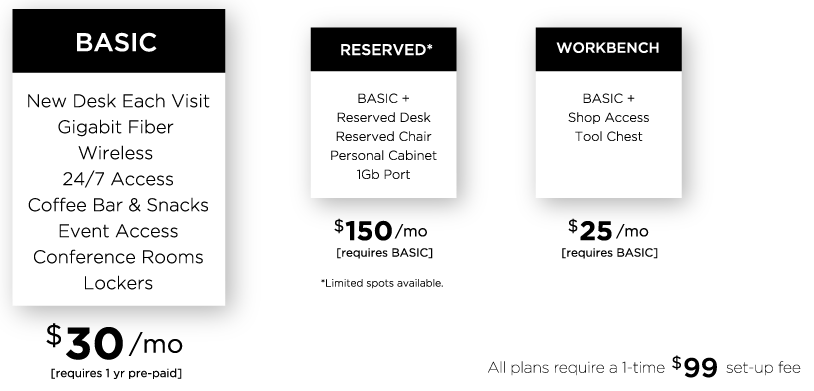 BASIC
New Desk Each Visit
Gigabit Fiber
Wireless
24/7 Access
Coffee Bar & Snacks
Event Access
Conference Rooms
Lockers
$30/mo
[requires 1 yr pre-paid]
RESERVED*
BASIC +
Reserved Desk
Reserved Chair
Personal Cabinet
1Gb Port
$150/mo
[requires BASIC]
*Limited spots available.
WORKBENCH
BASIC +
Shop Access
Tool Chest
$25/mo
[requires BASIC]
All plans require a 1-time $99 set-up fee